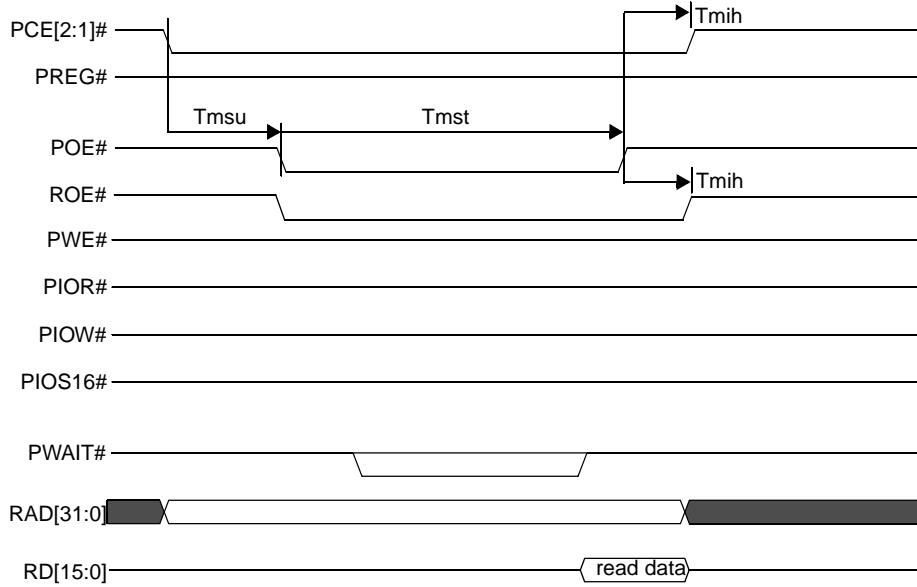 Tmih
PCE[2:1]#
PREG#
Tmsu Tmst
POE#
Tmih
ROE#
PWE#
PIOR#
PIOW#
PIOS16#
PWAIT#
RAD[31:0]
RD[15:0] read data